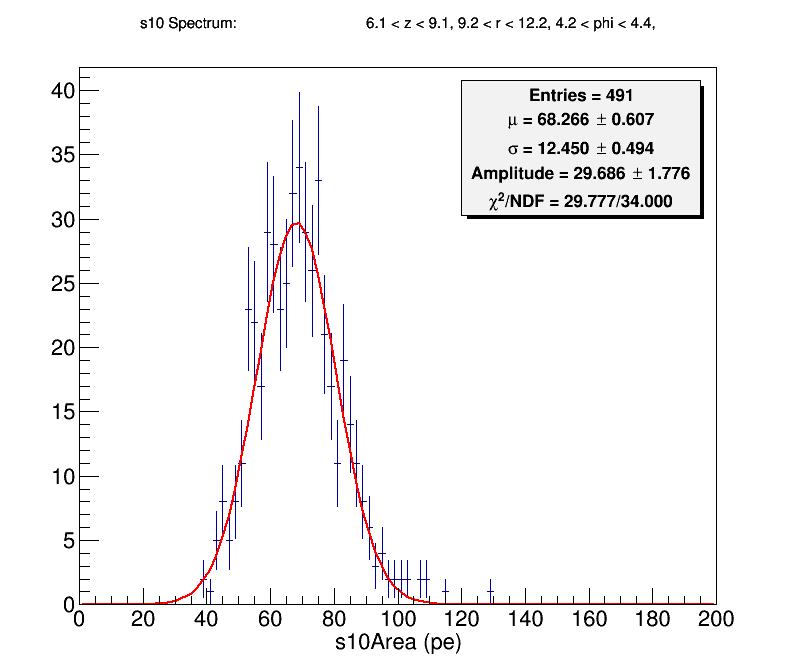 s10 Spectrum: 6.1 < z < 9.1, 9.2 < r < 12.2, 4.2 < phi < 4.4,
Entries = 491
μ = 68.266 ± 0.607
σ = 12.450 ± 0.494
Amplitude = 29.686 ± 1.776
χ²/NDF = 29.777/34.000
40
35
30
25
20
15
10
5
0
0 20 40 60 80 100 120 140 160 180 200
s10Area (pe)